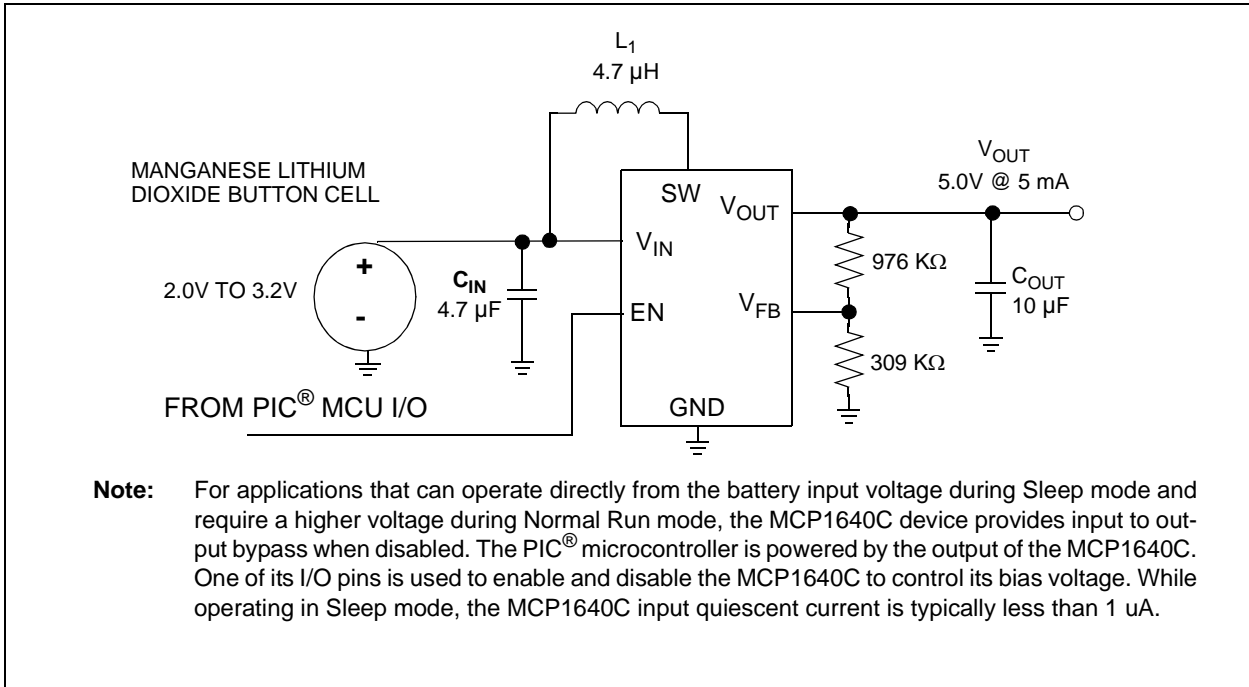 L1
4.7 µH
MANGANESE LITHIUM
DIOXIDE BUTTON CELL
VOUT
5.0V @ 5 mA
SW
VOUT
VIN
+
-
2.0V TO 3.2V
CIN
4.7 µF
976 KΩ
COUT
10 µF
EN
VFB
309 KΩ
GND
FROM PIC® MCU I/O
Note: For applications that can operate directly from the battery input voltage during Sleep mode and
require a higher voltage during Normal Run mode, the MCP1640C device provides input to out-
put bypass when disabled. The PIC® microcontroller is powered by the output of the MCP1640C.
One of its I/O pins is used to enable and disable the MCP1640C to control its bias voltage. While
operating in Sleep mode, the MCP1640C input quiescent current is typically less than 1 uA.